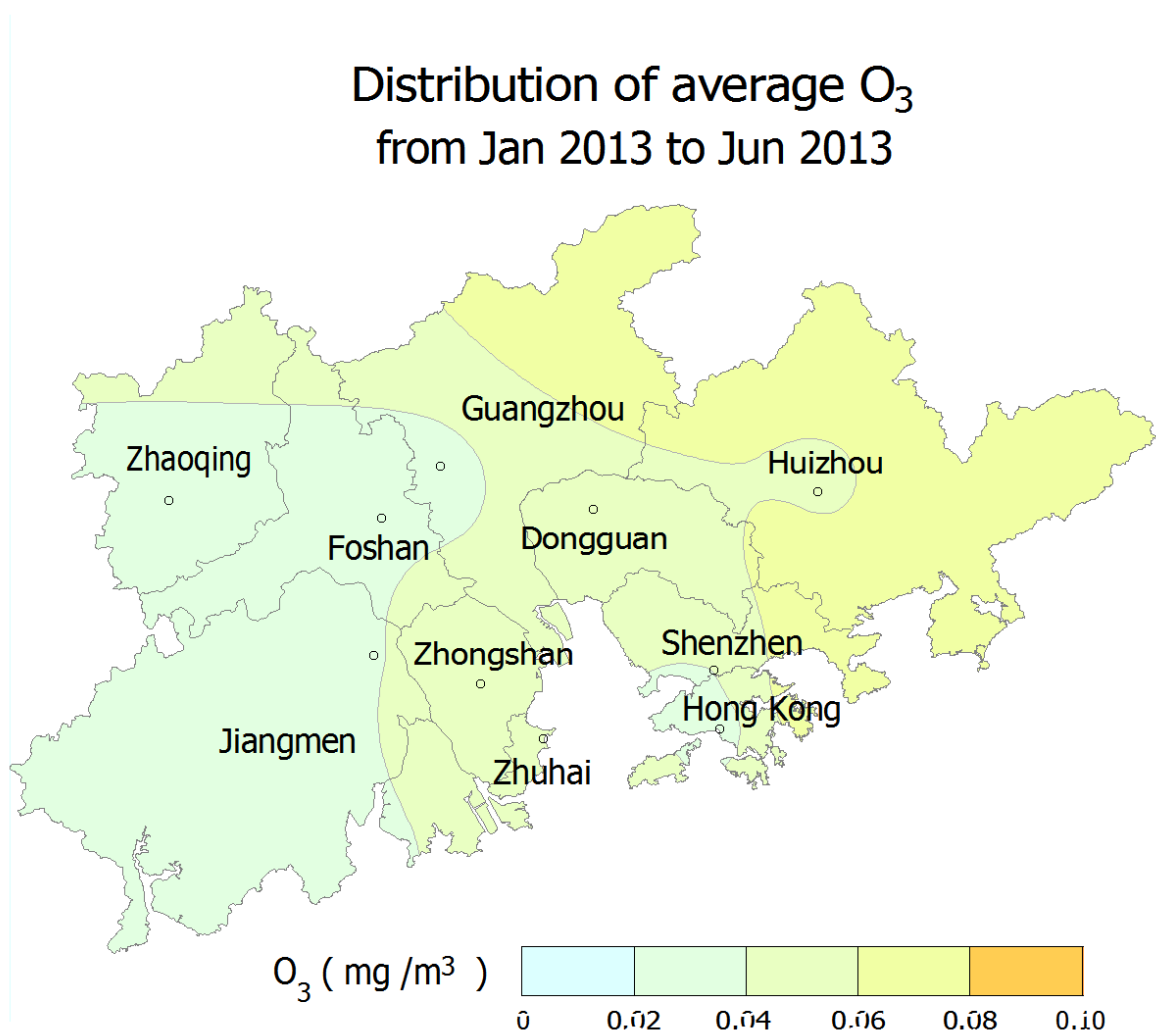 Distribution of average O₃
from Jan 2013 to Jun 2013
Guangzhou
Zhaoqing
Huizhou
Foshan
Dongguan
Shenzhen
Zhongshan
Hong Kong
Jiangmen
Zhuhai
O₃ ( mg /m³ )
0 0.02 0.04 0.06 0.08 0.10